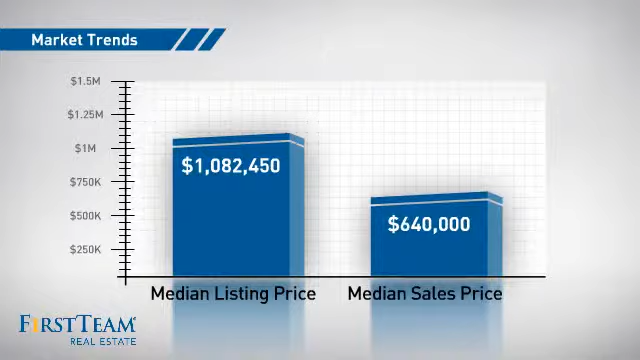 Market Trends
$1.5M
$1.25M
$1M
$750K
$500K
$250K
$1,082,450
$640,000
Median Listing Price
Median Sales Price
FIRSTTEAM®
REAL ESTATE